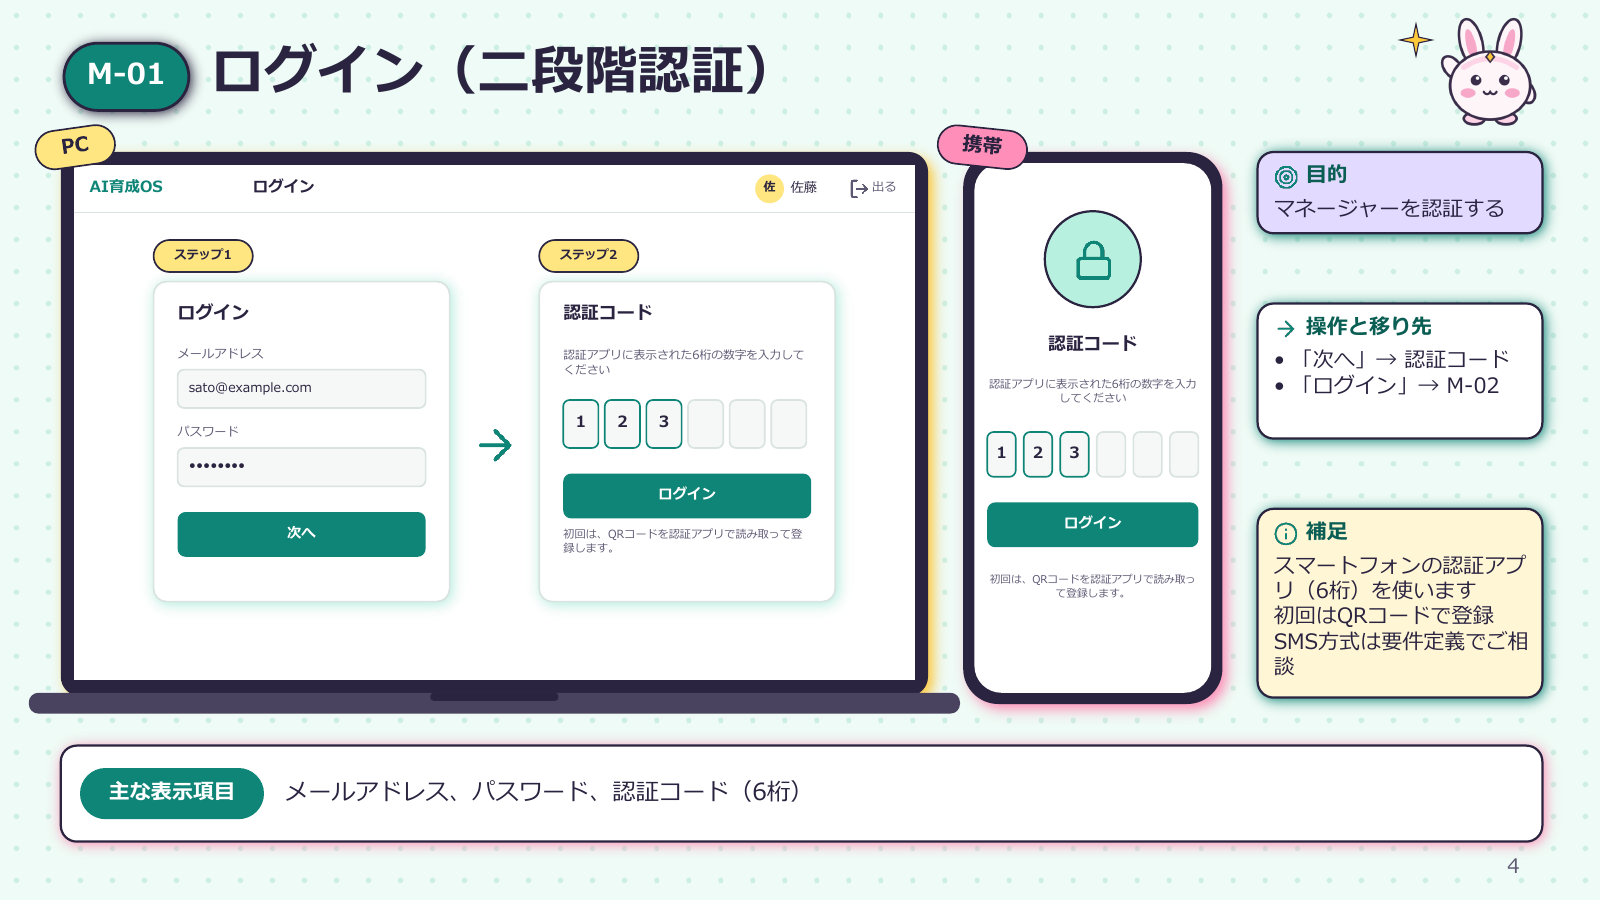 M-01
ログイン（二段階認証）
PC
AI育成OS
ログイン
佐
佐藤
出る
ステップ1
ログイン
メールアドレス
sato@example.com
パスワード
••••••••
次へ
ステップ2
認証コード
認証アプリに表示された6桁の数字を入力して
ください
1 2 3
ログイン
初回は、QRコードを認証アプリで読み取って登
録します。
携帯
認証コード
認証アプリに表示された6桁の数字を入力
してください
1 2 3
ログイン
初回は、QRコードを認証アプリで読み取っ
て登録します。
目的
マネージャーを認証する
操作と移り先
• 「次へ」→ 認証コード
• 「ログイン」→ M-02
補足
スマートフォンの認証アプ
リ（6桁）を使います
初回はQRコードで登録
SMS方式は要件定義でご相
談
主な表示項目
メールアドレス、パスワード、認証コード（6桁）
4